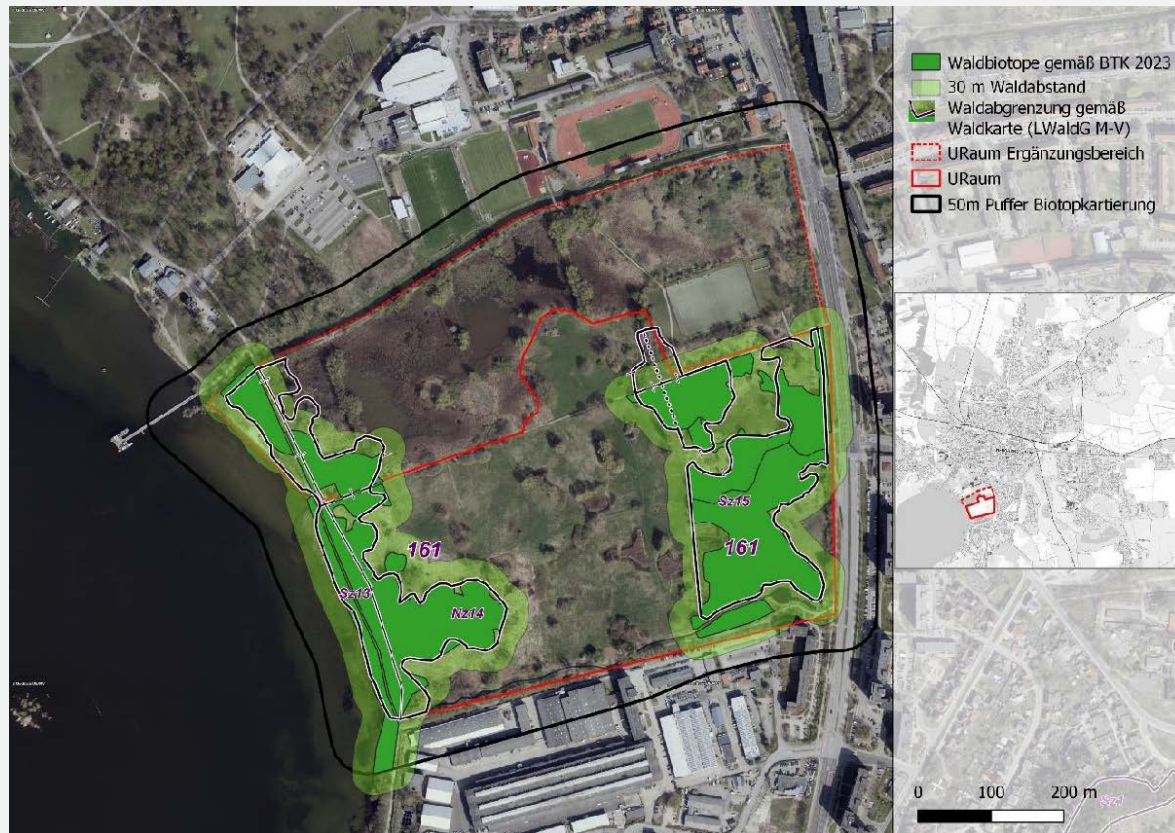 Waldbiotope gemäß BTK 2023
30 m Waldabstand
Waldabgrenzung gemäß
Waldkarte (LWaldG M-V)
URaum Ergänzungsbereich
URaum
50m Puffer Biotopkartierung
161
Sz13
Nz14
Sz15
161
0 100 200 m